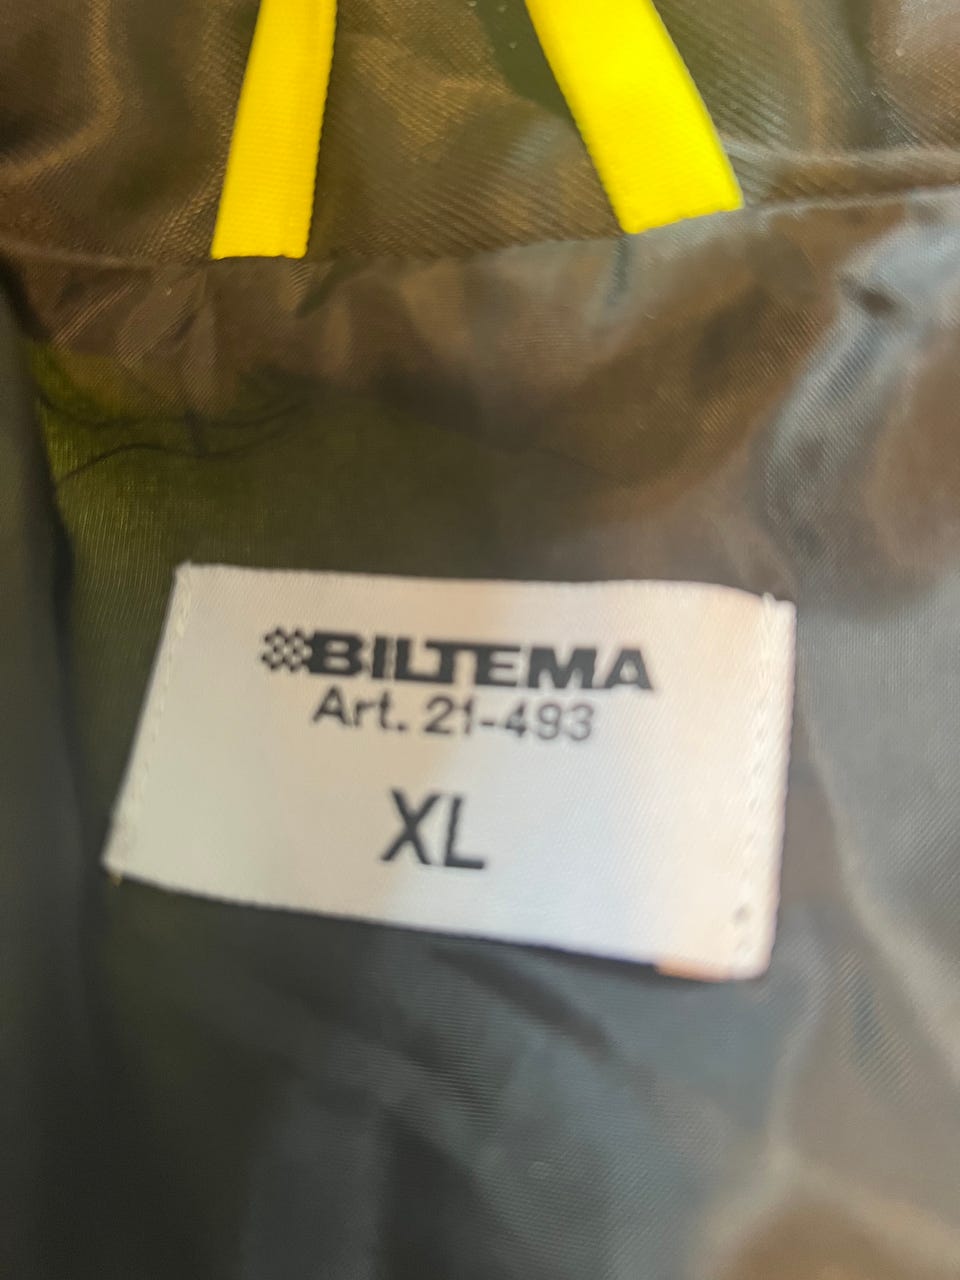 BILTEMA
Art. 21-493
XL